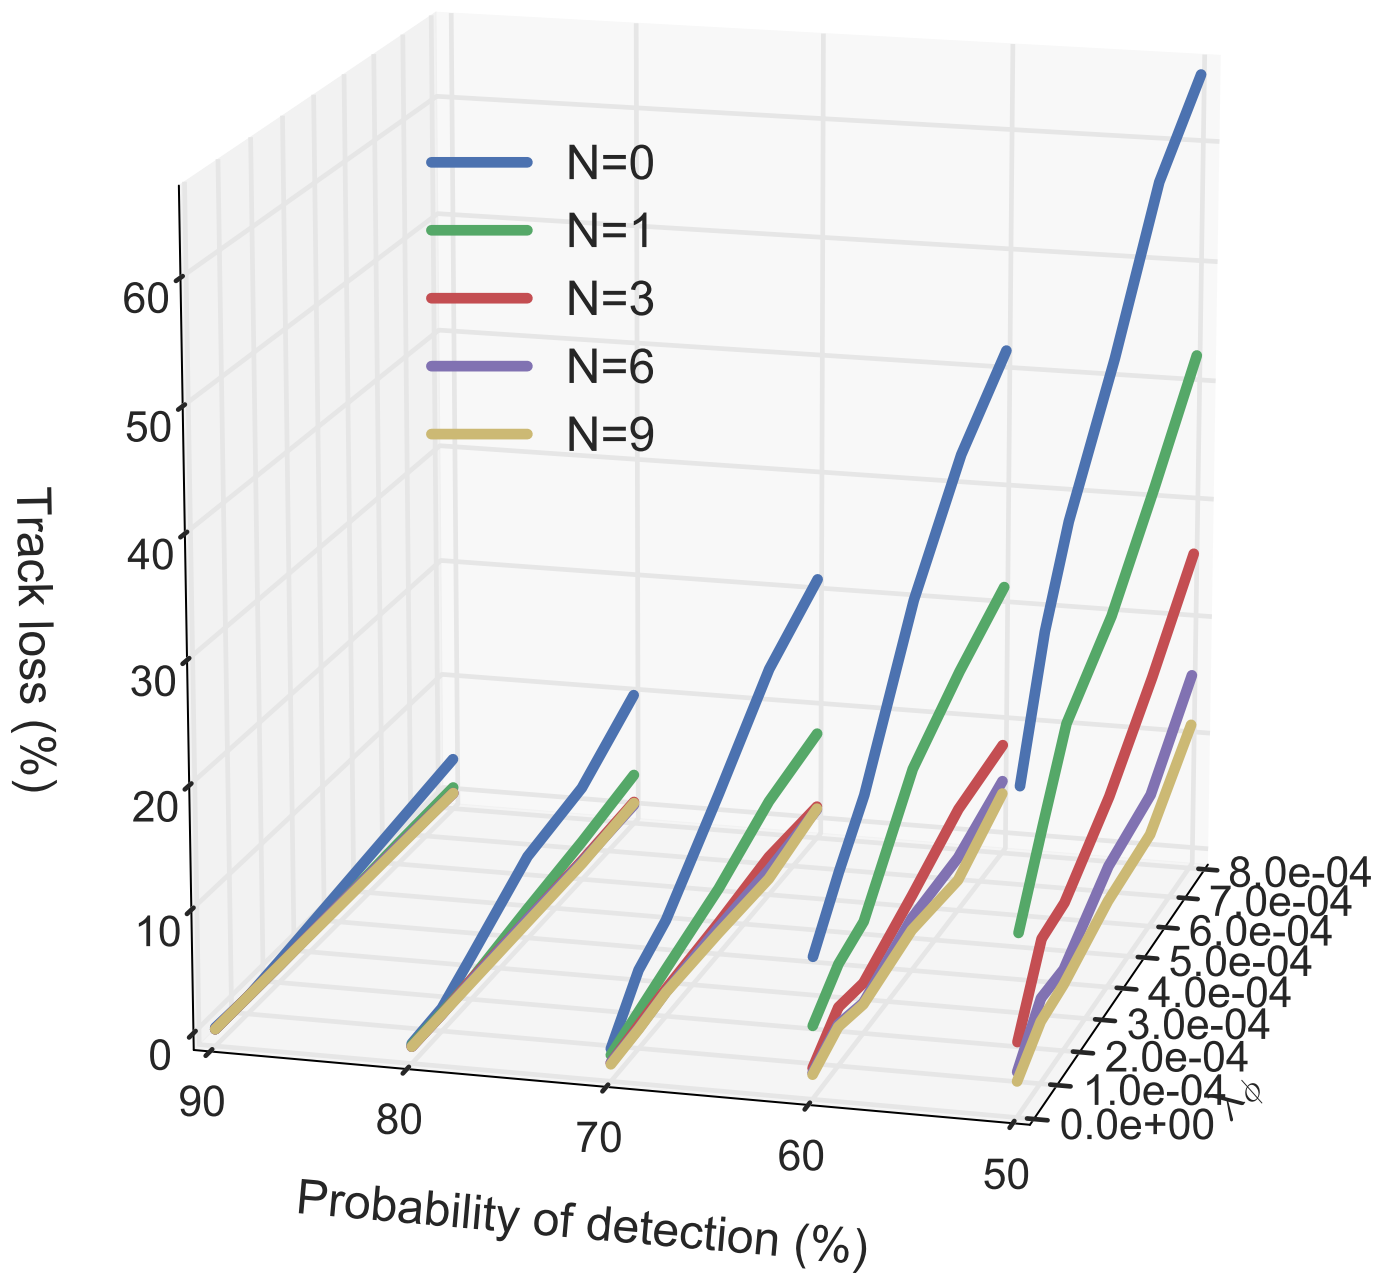 N=0
N=1
N=3
N=6
N=9
60
50
40
30
20
10
0
Track loss (%)
90
80
70
60
50
Probability of detection (%)
8.0e-04
7.0e-04
6.0e-04
5.0e-04
4.0e-04
3.0e-04
2.0e-04
1.0e-04
0.0e+00
λϕ